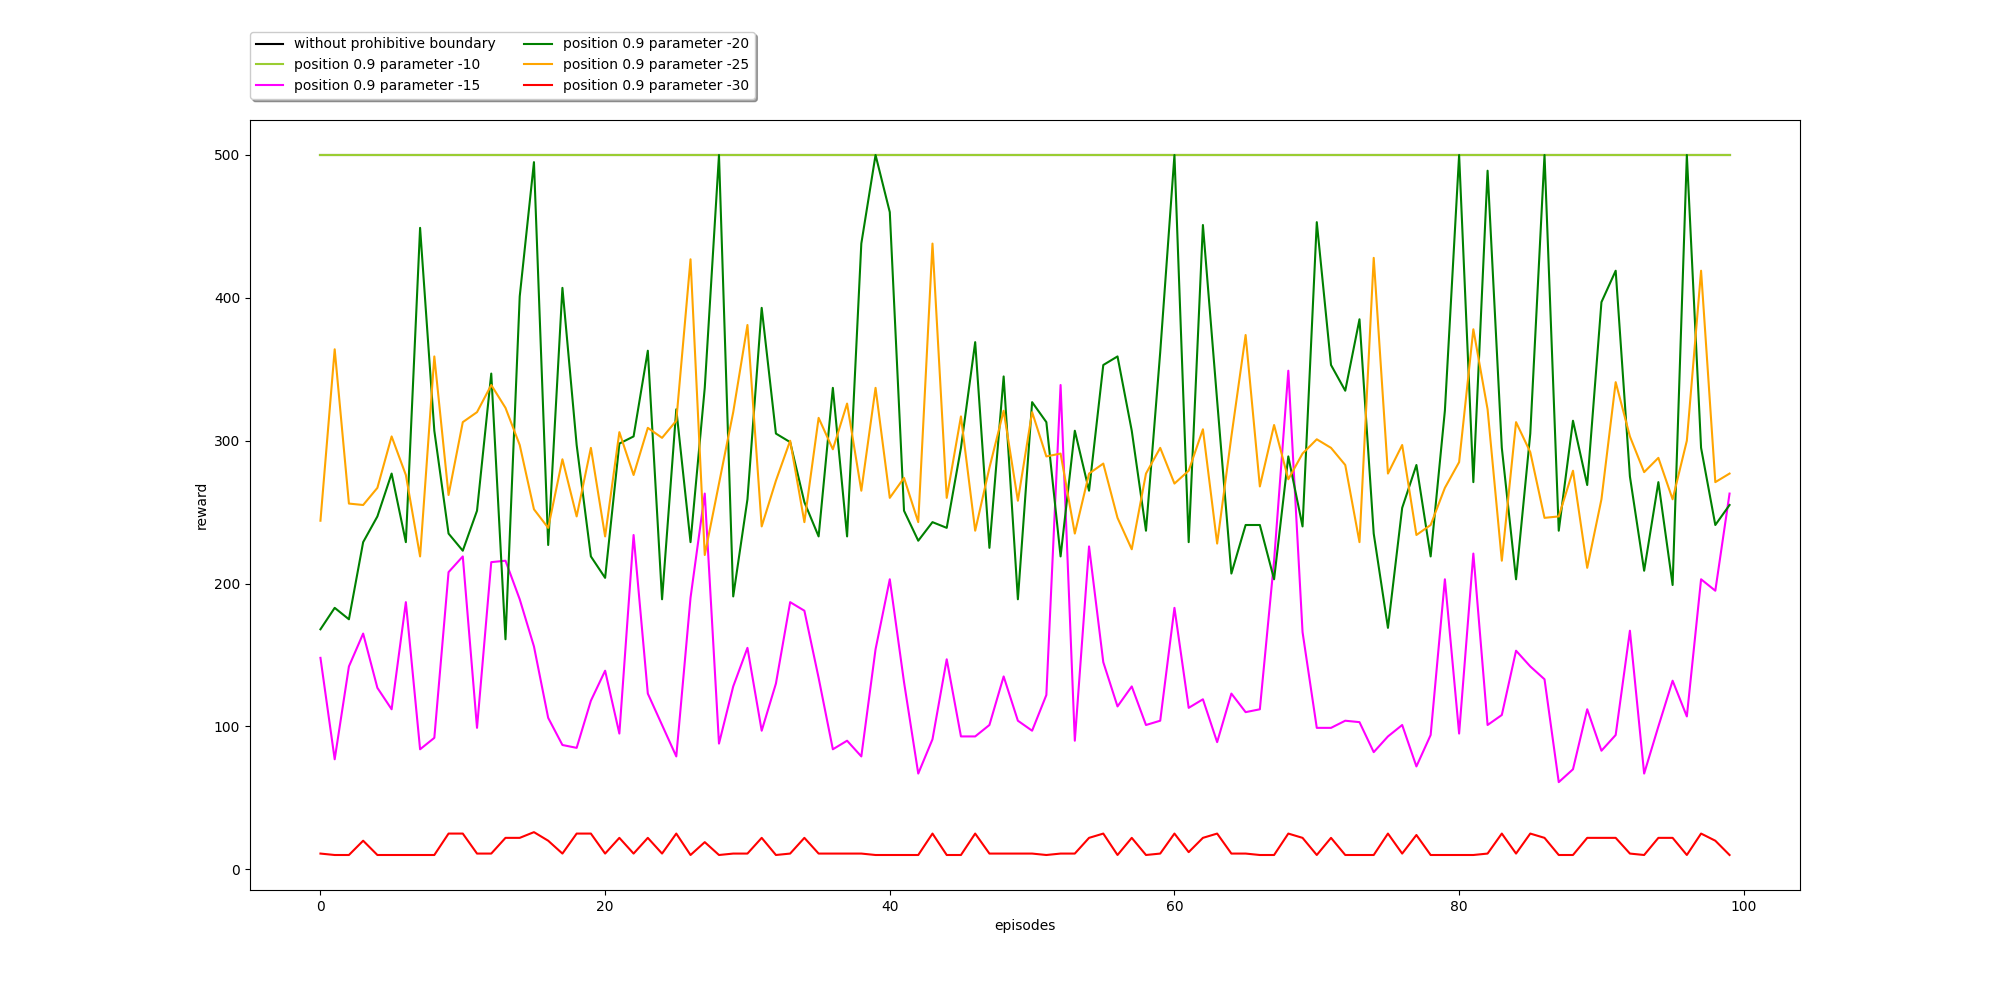 without prohibitive boundary
position 0.9 parameter -10
position 0.9 parameter -15
position 0.9 parameter -20
position 0.9 parameter -25
position 0.9 parameter -30
500
400
300
200
100
0
reward
0 20 40 60 80 100
episodes